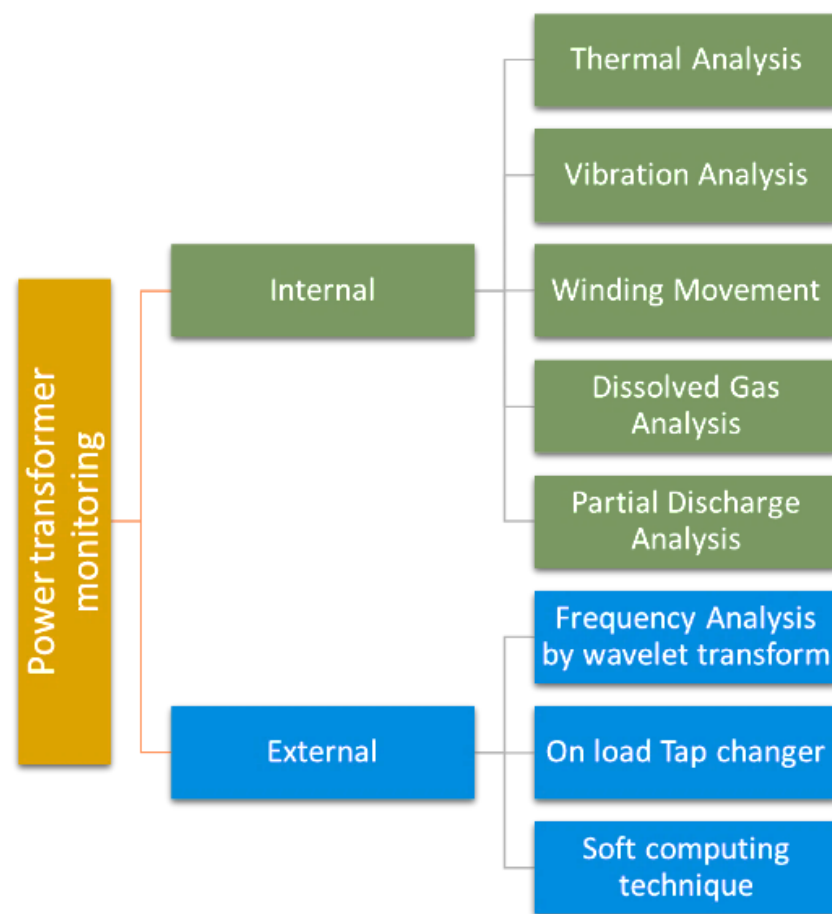 Power transformer
monitoring
Internal
Thermal Analysis
Vibration Analysis
Winding Movement
Dissolved Gas
Analysis
Partial Discharge
Analysis
External
Frequency Analysis
by wavelet transform
On load Tap changer
Soft computing
technique